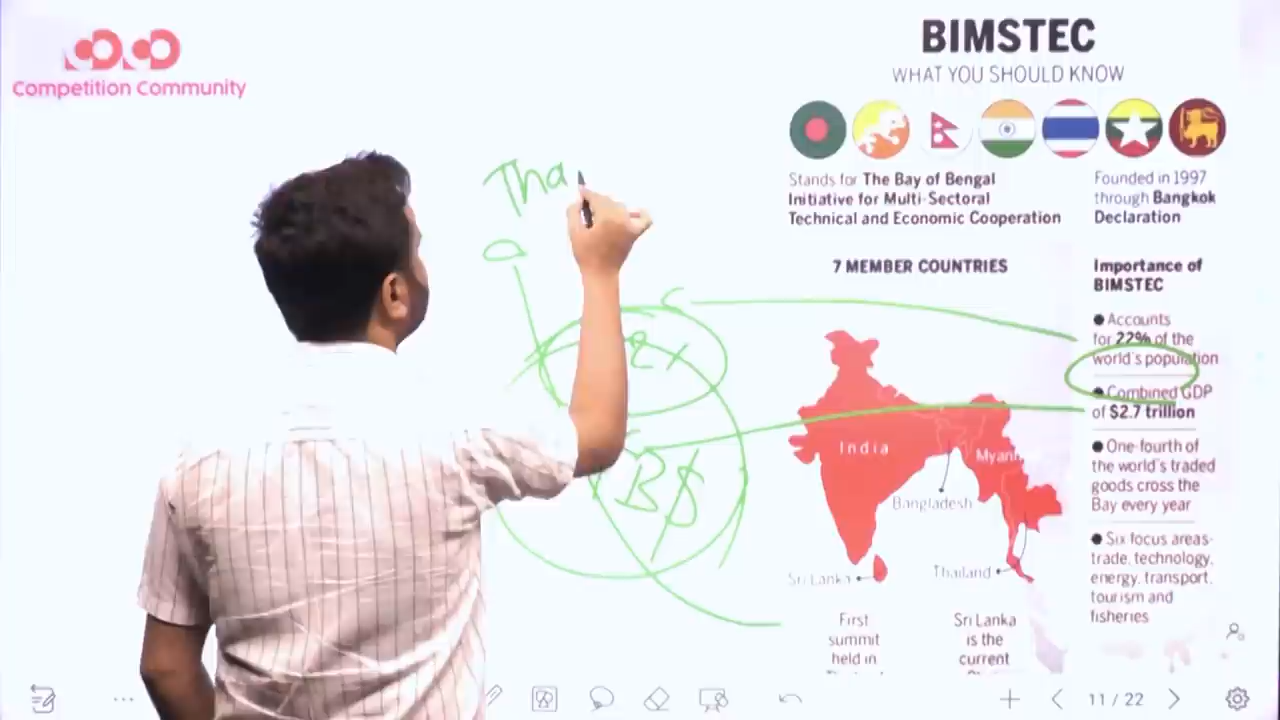 Competition Community
BIMSTEC
WHAT YOU SHOULD KNOW
Stands for The Bay of Bengal
Initiative for Multi-Sectoral
Technical and Economic Cooperation
Founded in 1997
through Bangkok
Declaration
Tha
7 MEMBER COUNTRIES
India
Myanm
Bangladesh
Sri Lanka
Thailand
First
summit
held in
Sri Lanka
is the
current
Importance of
BIMSTEC
● Accounts
for 22% of the
world's population
● Combined GDP
of $2.7 trillion
● One-fourth of
the world's traded
goods cross the
Bay every year
● Six focus areas-
trade, technology,
energy, transport,
tourism and
fisheries
B$
11 / 22